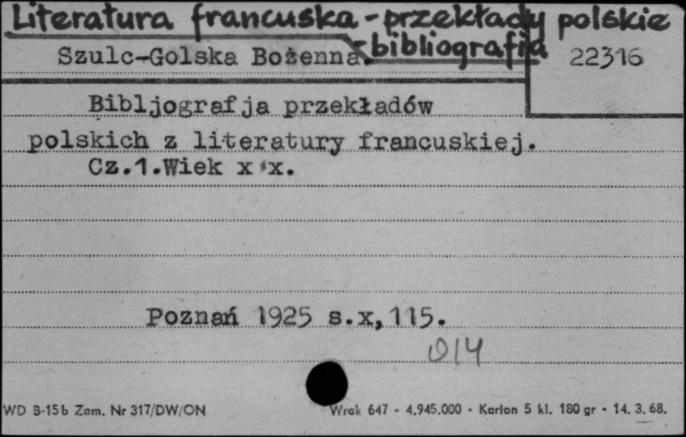 Literatura francuska - przekłady polskie
- bibliografia
Szulc-Golska Bożenna.
22316
Bibljografja przekładów
polskich z literatury francuskiej.
Cz.1.Wiek x x.
Poznań 1925 s.x,115.
014
WD B-15b Zam. Nr 317/DW/ON
Wrak 647 - 4.945.000 - Karton 5 kl. 180 gr - 14. 3. 68.